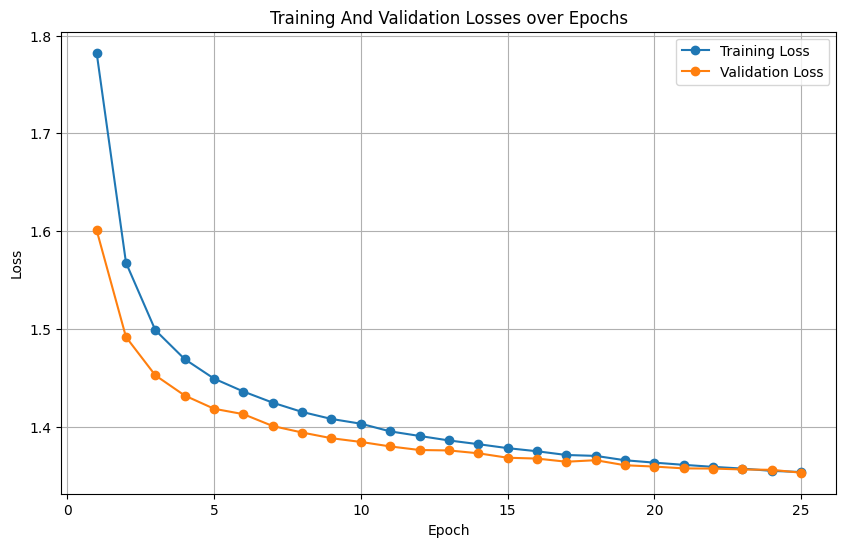 Training And Validation Losses over Epochs
Training Loss
Validation Loss
Loss
1.8
1.7
1.6
1.5
1.4
0
5
10
15
20
25
Epoch